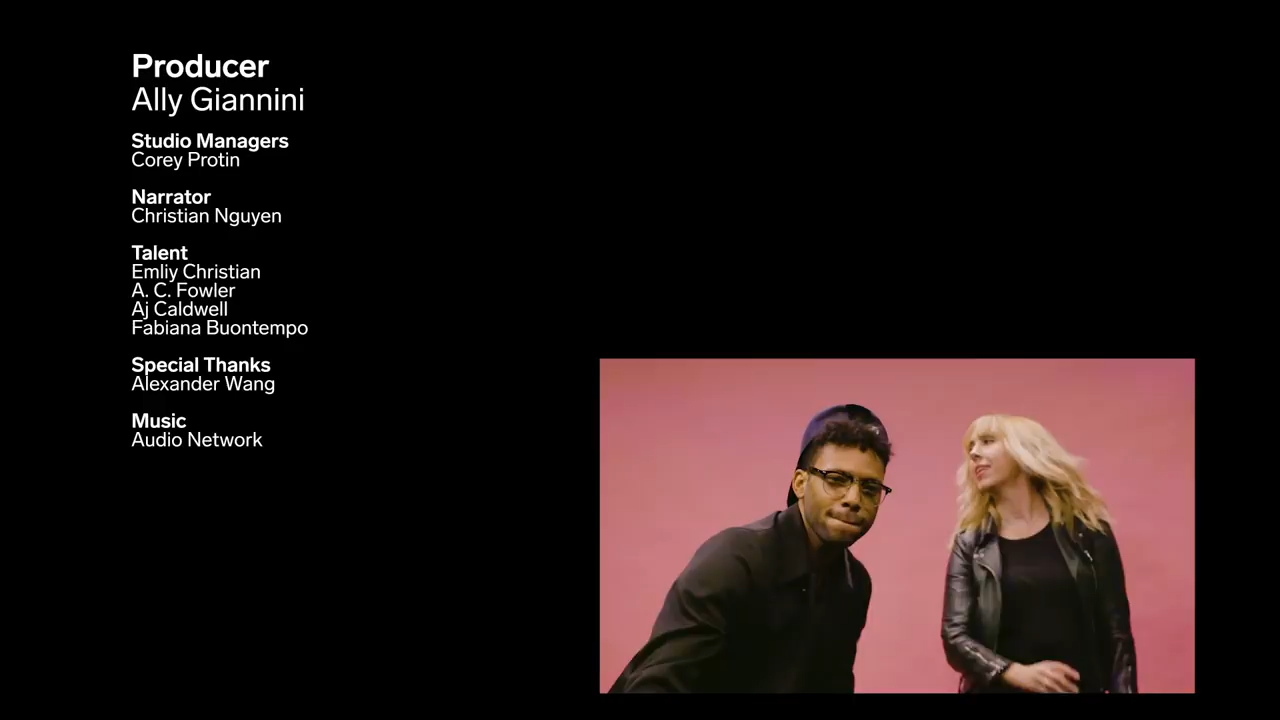 Producer
Ally Giannini
Studio Managers
Corey Protin
Narrator
Christian Nguyen
Talent
Emliy Christian
A. C. Fowler
Aj Caldwell
Fabiana Buontempo
Special Thanks
Alexander Wang
Music
Audio Network